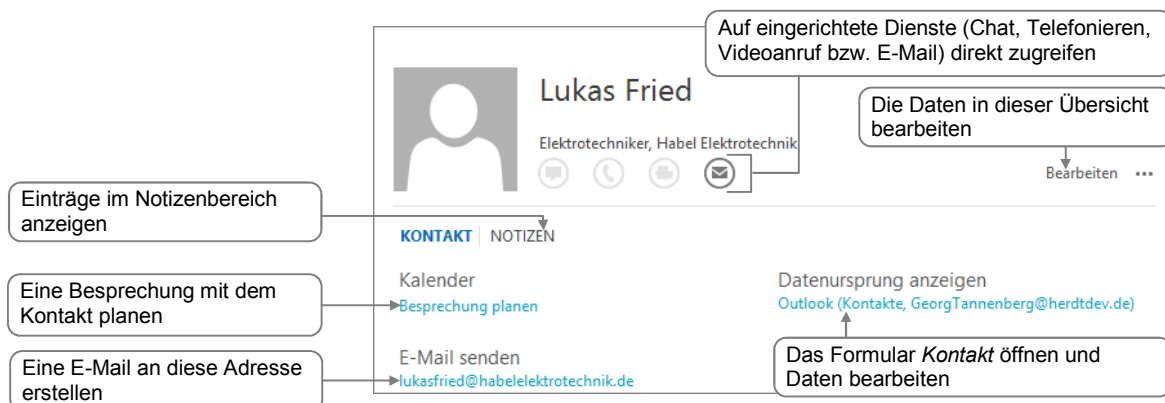 Auf eingerichtete Dienste (Chat, Telefonieren,
Videoanruf bzw. E-Mail) direkt zugreifen
Lukas Fried
Die Daten in dieser Übersicht
bearbeiten
Elektrotechniker, Habel Elektrotechnik
Bearbeiten •••
Einträge im Notizenbereich
anzeigen
KONTAKT | NOTIZEN
Kalender
Besprechung planen
Datenursprung anzeigen
Outlook (Kontakte, GeorgTannenberg@herdtdev.de)
Eine Besprechung mit dem
Kontakt planen
E-Mail senden
lukasfried@habelelektrotechnik.de
Das Formular Kontakt öffnen und
Daten bearbeiten
Eine E-Mail an diese Adresse
erstellen